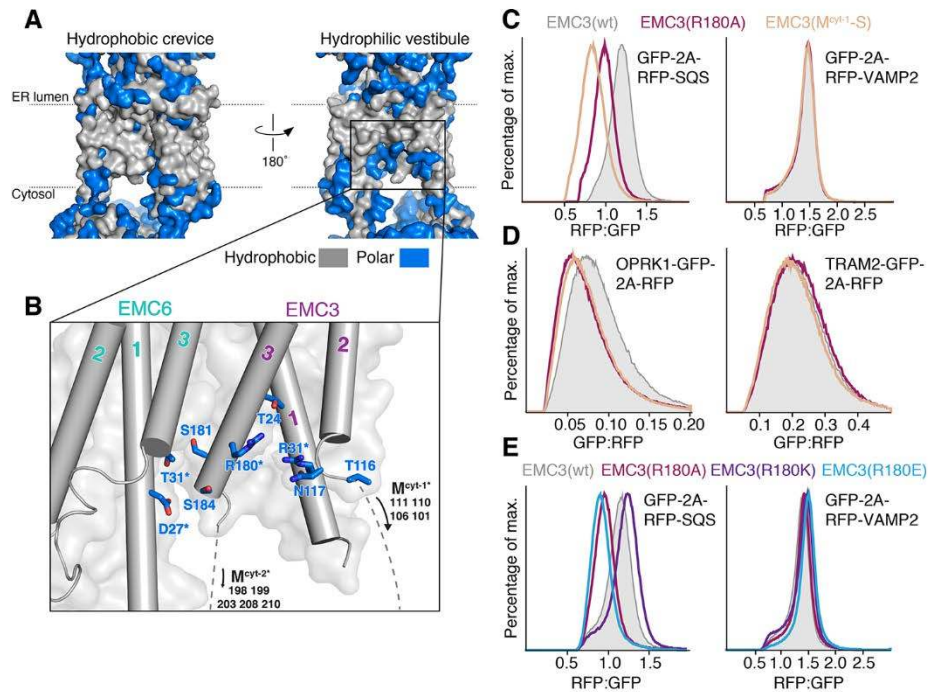 A
Hydrophobic crevice
Hydrophilic vestibule
ER lumen
180°
Cytosol
Hydrophobic
Polar
B
EMC6
EMC3
2
1
3
3
1
2
S181
T24
R180*
R31*
T116
T31*
S184
N117
D27*
Mcyt-1*
111 110
106 101
Mcyt-2*
198 199
203 208 210
C
EMC3(wt) EMC3(R180A) EMC3(Mcyt-1-S)
Percentage of max.
GFP-2A-
RFP-SQS
0.5 1.0 1.5
RFP:GFP
GFP-2A-
RFP-VAMP2
0.5 1.0 1.5 2.0 2.5
RFP:GFP
D
Percentage of max.
OPRK1-GFP-
2A-RFP
0.05 0.10 0.15 0.20
GFP:RFP
TRAM2-GFP-
2A-RFP
0.1 0.2 0.3 0.4
GFP:RFP
E
EMC3(wt) EMC3(R180A) EMC3(R180K) EMC3(R180E)
Percentage of max.
GFP-2A-
RFP-SQS
0.5 1.0 1.5
RFP:GFP
GFP-2A-
RFP-VAMP2
0.5 1.0 1.5 2.0 2.5
RFP:GFP